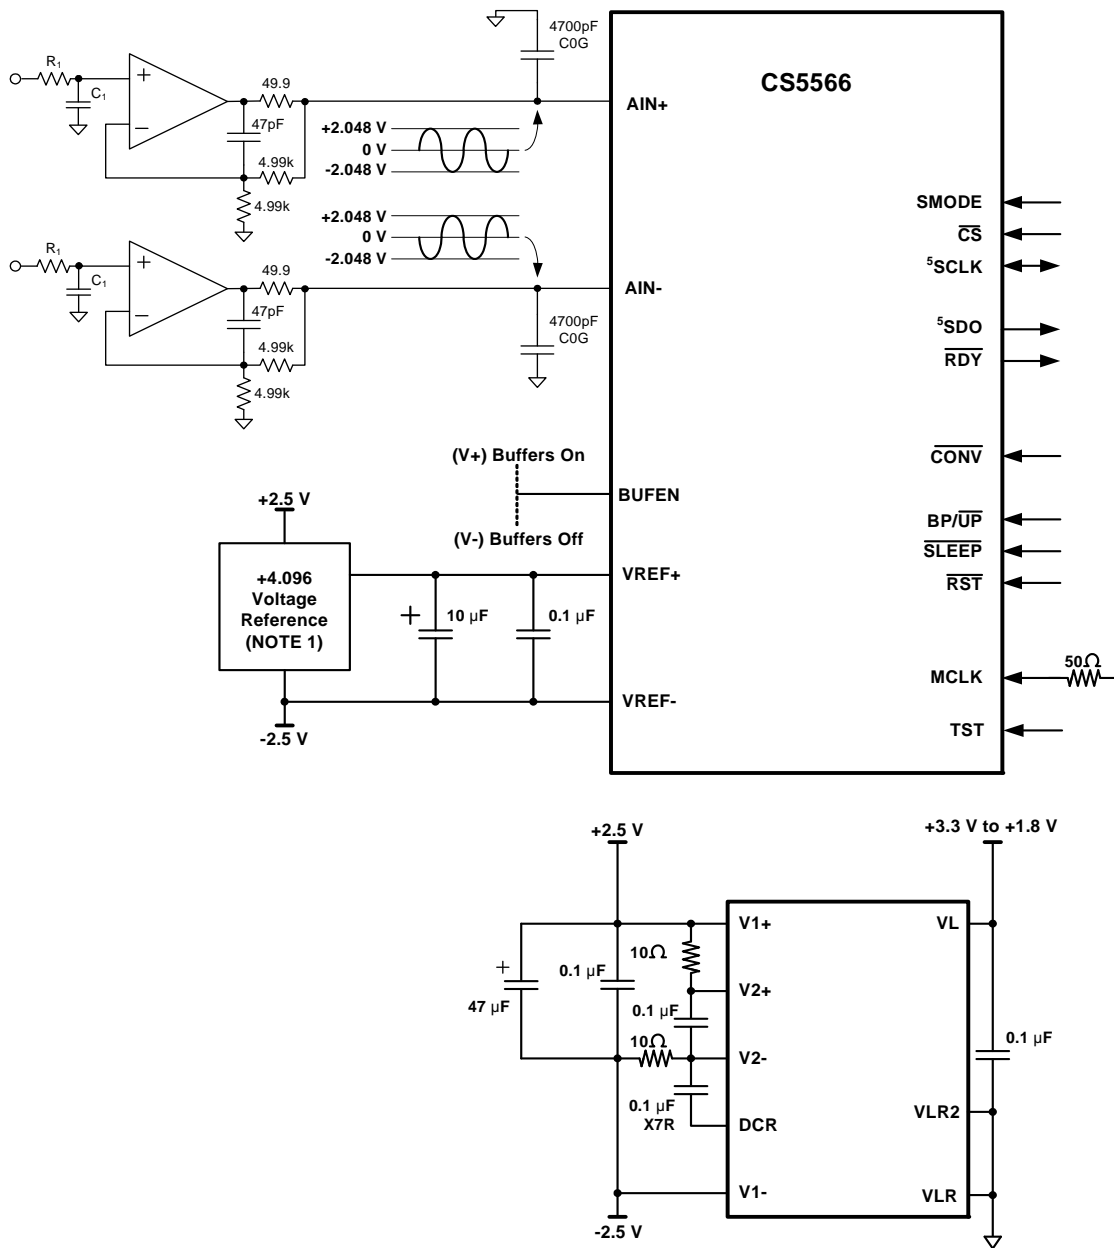 4700pF
C0G
CS5566
R1
C1
49.9
47pF
4.99k
4.99k
+
−
AIN+
+2.048 V
0 V
-2.048 V
+2.048 V
0 V
-2.048 V
R1
C1
49.9
47pF
4.99k
4.99k
+
−
AIN-
4700pF
C0G
SMODE
CS
5SCLK
5SDO
RDY
CONV
BP/UP
SLEEP
RST
50Ω
MCLK
TST
(V+) Buffers On
BUFEN
(V-) Buffers Off
+2.5 V
+4.096
Voltage
Reference
(NOTE 1)
-2.5 V
VREF+
+
10 µF
0.1 µF
VREF-
+2.5 V
+3.3 V to +1.8 V
V1+
VL
10Ω
+
47 µF
0.1 µF
V2+
0.1 µF
10Ω
V2-
0.1 µF
0.1 µF
X7R
DCR
VLR2
V1-
VLR
-2.5 V